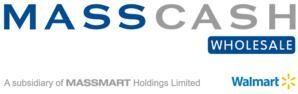 MASSCASH
WHOLESALE
A subsidiary of MASSMART Holdings Limited Walmart